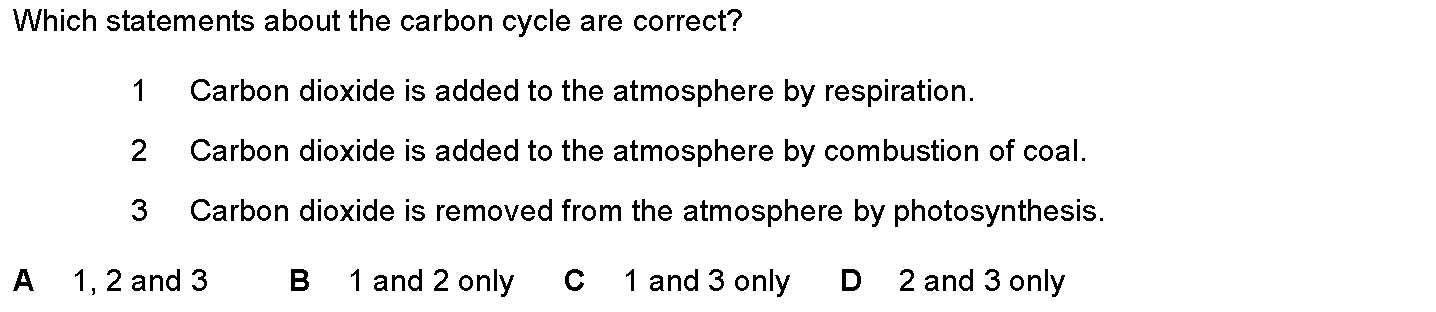 Which statements about the carbon cycle are correct?
1 Carbon dioxide is added to the atmosphere by respiration.
2 Carbon dioxide is added to the atmosphere by combustion of coal.
3 Carbon dioxide is removed from the atmosphere by photosynthesis.
A 1, 2 and 3 B 1 and 2 only C 1 and 3 only D 2 and 3 only